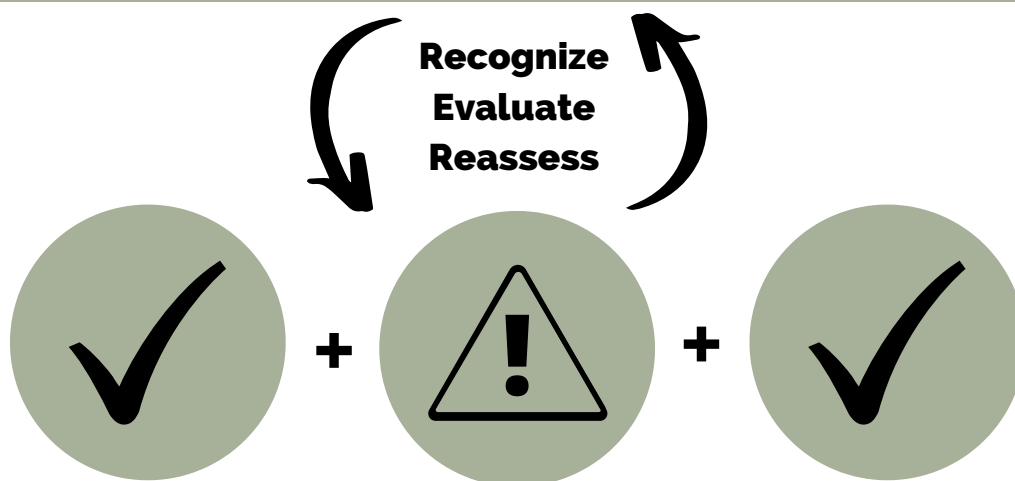 Recognize
Evaluate
Reassess
+ ! +